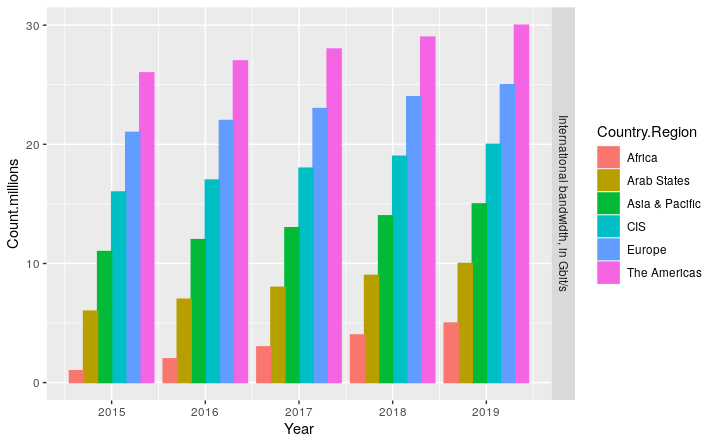 30
20
10
0
Count.millions
2015 2016 2017 2018 2019
Year
International bandwidth, in Gbit/s
Country.Region
Africa
Arab States
Asia & Pacific
CIS
Europe
The Americas